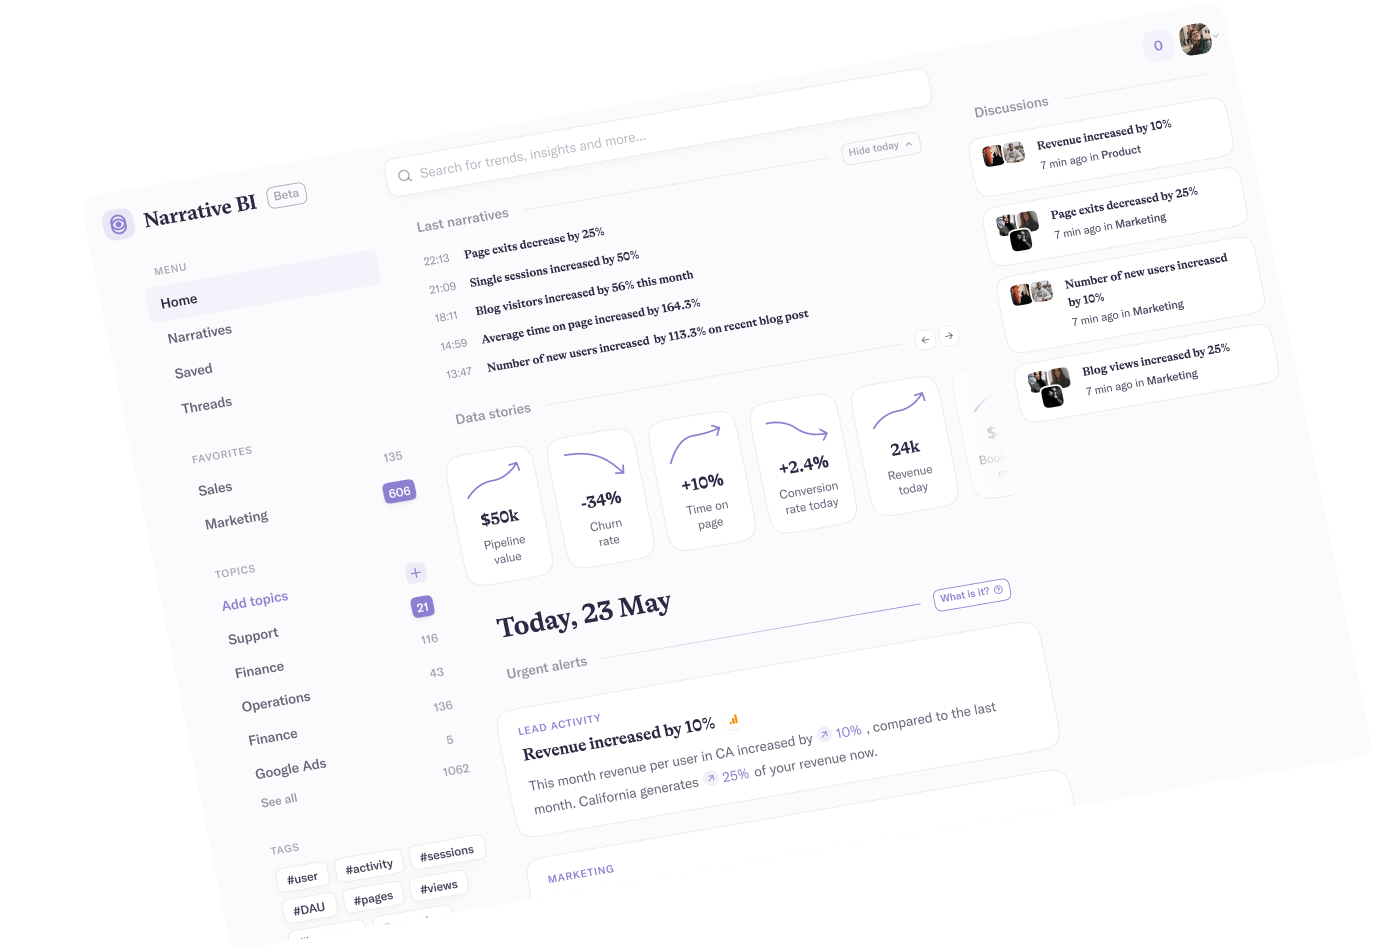 0
Narrative BI
Beta
Search for trends, insights and more...
Hide today
MENU
Home
Narratives
Saved
Threads
FAVORITES
Sales
135
Marketing
606
TOPICS
Add topics
Support
21
Finance
116
Operations
43
Finance
136
Google Ads
5
See all
1062
TAGS
#user
#activity
#sessions
#DAU
#pages
#views
Last narratives
22:13 Page exits decrease by 25%
21:09 Single sessions increased by 50%
18:11 Blog visitors increased by 56% this month
14:59 Average time on page increased by 164.3%
13:47 Number of new users increased by 113.3% on recent blog post
Data stories
$50k
Pipeline
value
-34%
Churn
rate
+10%
Time on
page
+2.4%
Conversion
rate today
24k
Revenue
today
$
Today, 23 May
Urgent alerts
What is it?
LEAD ACTIVITY
Revenue increased by 10%
This month revenue per user in CA increased by 10% , compared to the last
month. California generates 25% of your revenue now.
MARKETING
Discussions
Revenue increased by 10%
7 min ago in Product
Page exits decreased by 25%
7 min ago in Marketing
Number of new users increased
by 10%
7 min ago in Marketing
Blog views increased by 25%
7 min ago in Marketing